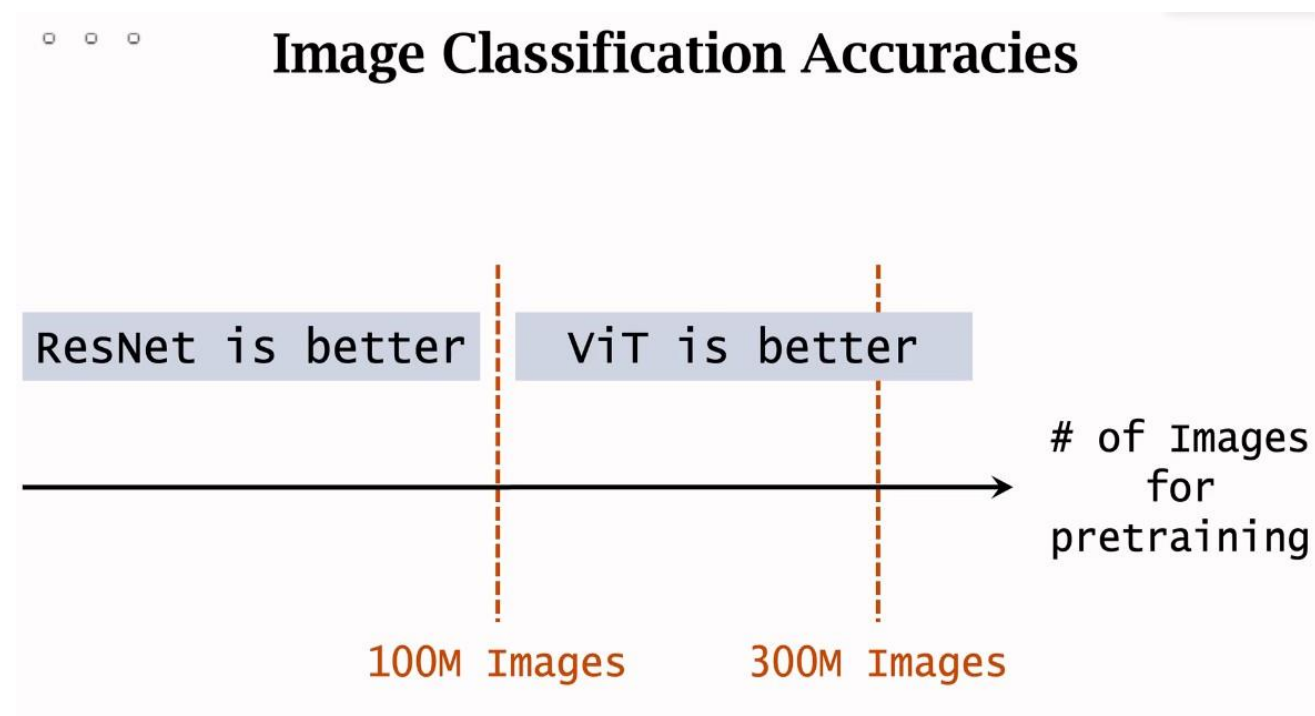 Image Classification Accuracies
ResNet is better
ViT is better
# of Images
for
pretraining
100M Images
300M Images